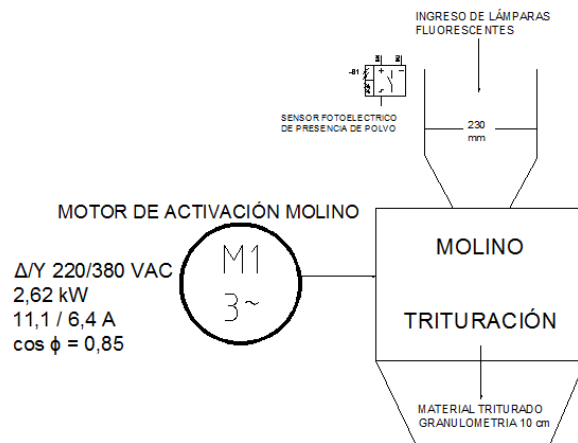 INGRESO DE LÁMPARAS
FLUORESCENTES
-B1
+
−
SENSOR FOTOELECTRICO
DE PRESENCIA DE POLVO
230
mm
MOTOR DE ACTIVACIÓN MOLINO
M1
3~
Δ/Y 220/380 VAC
2,62 kW
11,1 / 6,4 A
cos ϕ = 0,85
MOLINO
TRITURACIÓN
MATERIAL TRITURADO
GRANULOMETRIA 10 cm